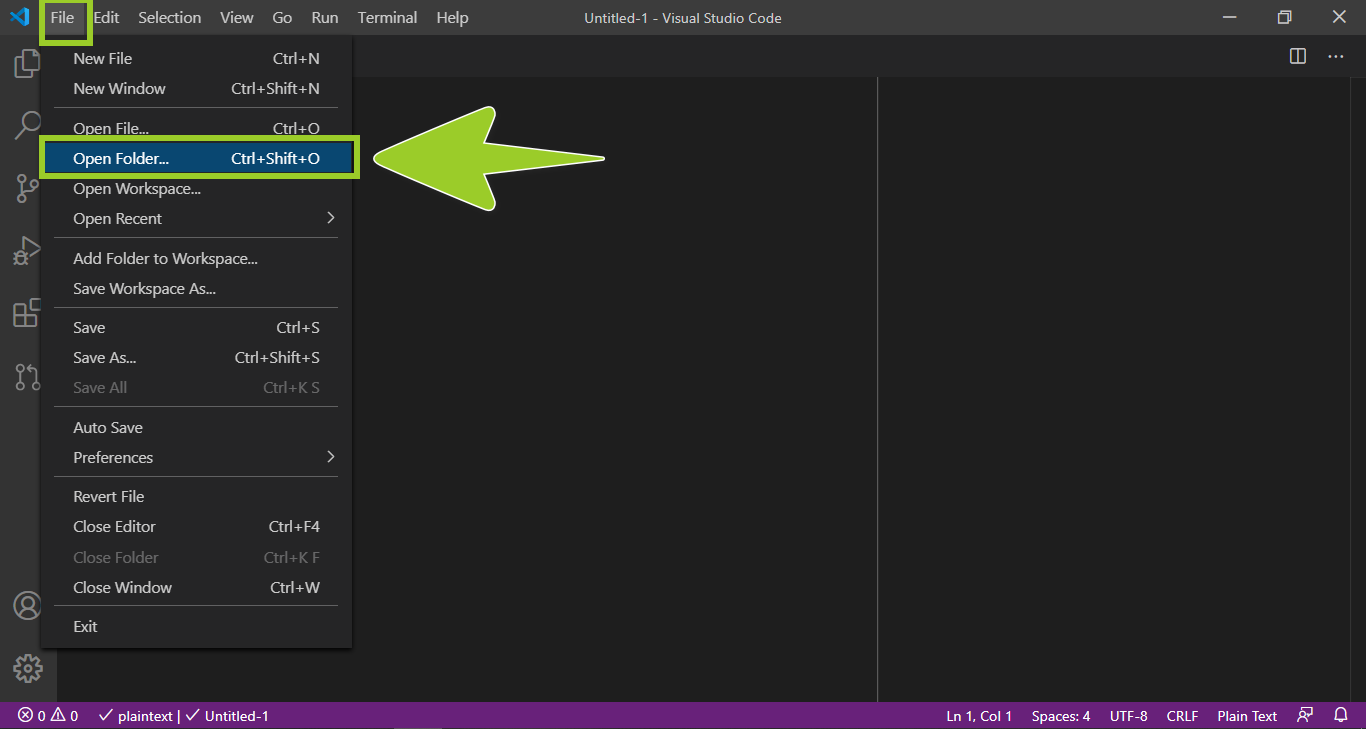 File Edit Selection View Go Run Terminal Help Untitled-1 - Visual Studio Code
New File Ctrl+N
New Window Ctrl+Shift+N
Open File... Ctrl+O
Open Folder... Ctrl+Shift+O
Open Workspace...
Open Recent
Add Folder to Workspace...
Save Workspace As...
Save Ctrl+S
Save As... Ctrl+Shift+S
Save All Ctrl+K S
Auto Save
Preferences
Revert File
Close Editor Ctrl+F4
Close Folder Ctrl+K F
Close Window Ctrl+W
Exit
0 0 plaintext | Untitled-1 Ln 1, Col 1 Spaces: 4 UTF-8 CRLF Plain Text